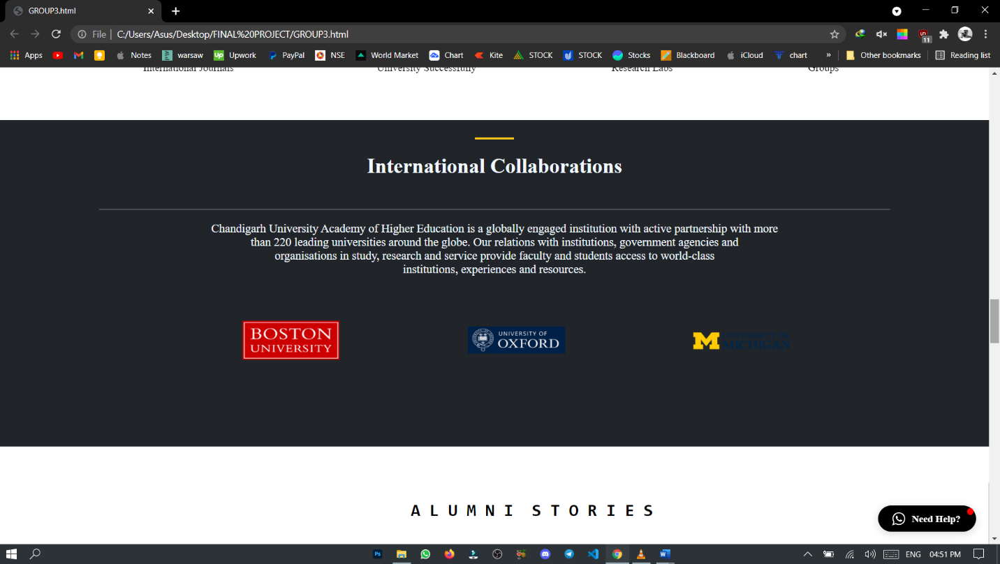 GROUP3.html
File | C:/Users/Asus/Desktop/FINAL%20PROJECT/GROUP3.html
11
Apps Notes warsaw Up Upwork PayPal NSE World Market Chart Kite STOCK STOCK Stocks Blackboard iCloud chart » Other bookmarks Reading list
International Journals University Successfully Research Labs Groups
International Collaborations
Chandigarh University Academy of Higher Education is a globally engaged institution with active partnership with more
than 220 leading universities around the globe. Our relations with institutions, government agencies and
organisations in study, research and service provide faculty and students access to world-class
institutions, experiences and resources.
BOSTON
UNIVERSITY
UNIVERSITY OF
OXFORD
M UNIVERSITY OF
MICHIGAN
ALUMNI STORIES
Need Help?
Ps
ENG 04:51 PM